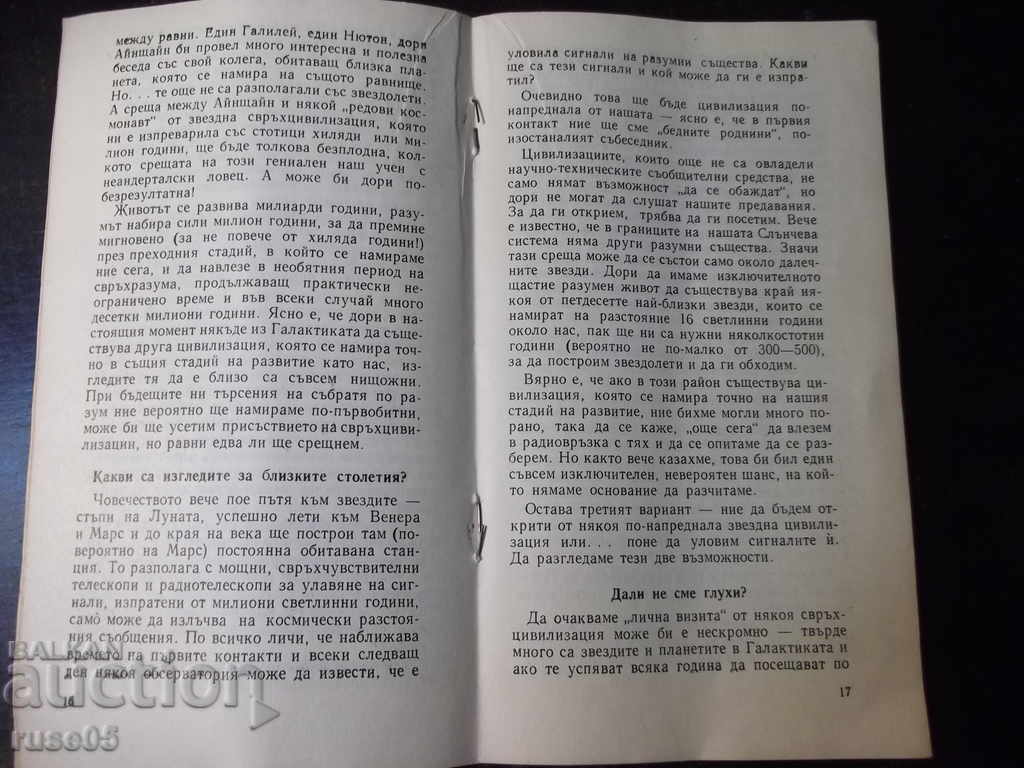 между равни. Един Галилей, един Нютон, дори
Айнщайн би провел много интересна и полезна
беседа със свой колега, обитаващ близка пла-
нета, която се намира на същото равнище.
Но... те още не са разполагали със звездолети.
А среща между Айнщайн и някой „редови кос-
монавт" от звездна свръхцивилизация, която
ни е изпреварила със стотици хиляди или ми-
лион години, ще бъде толкова безплодна, кол-
кото срещата на този гениален наш учен с
неандерталски ловец. А може би дори по-
безрезултатна!
Животът се развива милиарди години, разу-
мът набира сили милион години, за да премине
мигновено (за не повече от хиляда години!)
през преходния стадий, в който се намираме
ние сега, и да навлезе в необятния период на
свръхразума, продължаващ практически не-
ограничено време и във всеки случай много
десетки милиони години. Ясно е, че дори в на-
стоящия момент някъде из Галактиката да съще-
ствува друга цивилизация, която се намира точно
в същия стадий на развитие като нас, из-
гледите тя да е близо са съвсем нищожни.
При бъдещите ни търсения на събратя по ра-
зум ние вероятно ще намираме по-първобитни,
може би ще усетим присъствието на свръхциви-
лизации, но равни едва ли ще срещнем.
Какви са изгледите за близките столетия?
Човечеството вече пое пътя към звездите —
стъпи на Луната, успешно лети към Венера
и Марс и до края на века ще построи там (по-
вероятно на Марс) постоянна обитавана стан-
ция. То разполага с мощни, свръхчувствителни
телескопи и радиотелескопи за улавяне на сиг-
нали, изпратени от милиони светлинни години,
само може да излъчва на космически разстоя-
ния съобщения. По всичко личи, че наближава
времето на първите контакти и всеки следващ
ден някоя обсерватория може да извести, че е
16
уловила сигнали на разумни същества. Какви
ще са тези сигнали и кой може да ги е изпра-
тил?
Очевидно това ще бъде цивилизация по-
напреднала от нашата — ясно е, че в първия
контакт ние ще сме „бедните роднини", по-
изостаналият събеседник.
Цивилизациите, които още не са овладели
научно-техническите съобщителни средства, не
само нямат възможност „да се обаждат", но
дори не могат да слушат нашите предавания.
За да ги открием, трябва да ги посетим. Вече
е известно, че в границите на нашата Слънчева
система няма други разумни същества. Значи
тази среща може да се състои само около далеч-
ните звезди. Дори да имаме изключителното
щастие разумен живот да съществува край ня-
коя от петдесетте най-близки звезди, които се
намират на разстояние 16 светлинни години
около нас, пак ще ни са нужни няколкостотин
години (вероятно не по-малко от 300—500),
за да построим звездолети и да ги обходим.
Вярно е, че ако в този район съществува ци-
вилизация, която се намира точно на нашия
стадий на развитие, ние бихме могли много по-
рано, така да се каже, „още сега" да влезем
в радиовръзка с тях и да се опитаме да се раз-
берем. Но както вече казахме, това би бил един
съвсем изключителен, невероятен шанс, на кой-
то нямаме основание да разчитаме.
Остава третият вариант — ние да бъдем от-
крити от някоя по-напреднала звездна цивили-
зация или... поне да уловим сигналите ѝ.
Да разгледаме тези две възможности.
Дали не сме глухи?
Да очакваме „лична визита" от някоя свръх-
цивилизация може би е нескромно — твърде
много са звездите и планетите в Галактиката и
ако те успяват всяка година да посещават по
17
BALKAN
auction
ruse05